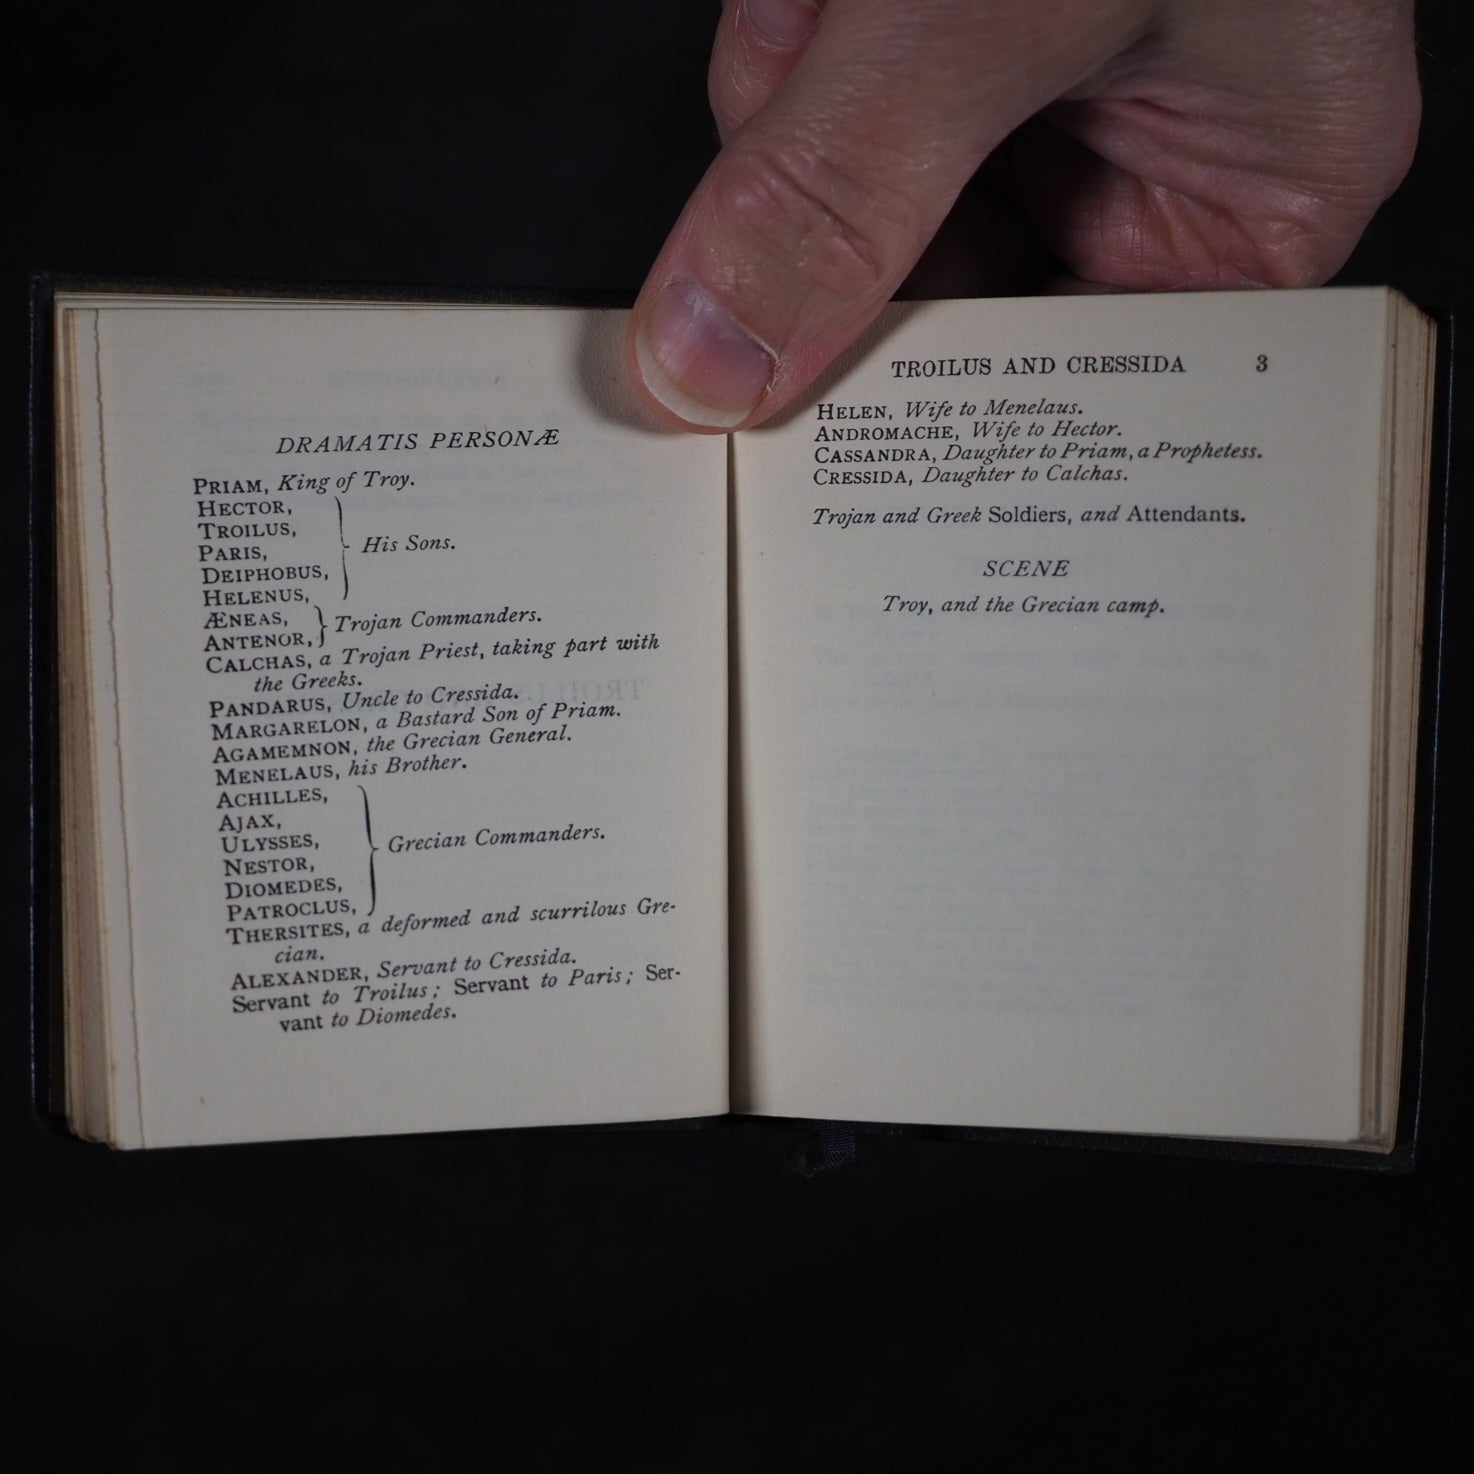 DRAMATIS PERSONÆ
PRIAM, King of Troy.
HECTOR,
TROILUS,
PARIS,
DEIPHOBUS,
HELENUS,
His Sons.
ÆNEAS,
ANTENOR,
Trojan Commanders.
CALCHAS, a Trojan Priest, taking part with
the Greeks.
PANDARUS, Uncle to Cressida.
MARGARELON, a Bastard Son of Priam.
AGAMEMNON, the Grecian General.
MENELAUS, his Brother.
ACHILLES,
AJAX,
ULYSSES,
NESTOR,
DIOMEDES,
PATROCLUS,
Grecian Commanders.
THERSITES, a deformed and scurrilous Gre-
cian.
ALEXANDER, Servant to Cressida.
Servant to Troilus; Servant to Paris; Ser-
vant to Diomedes.
TROILUS AND CRESSIDA 3
HELEN, Wife to Menelaus.
ANDROMACHE, Wife to Hector.
CASSANDRA, Daughter to Priam, a Prophetess.
CRESSIDA, Daughter to Calchas.
Trojan and Greek Soldiers, and Attendants.
SCENE
Troy, and the Grecian camp.